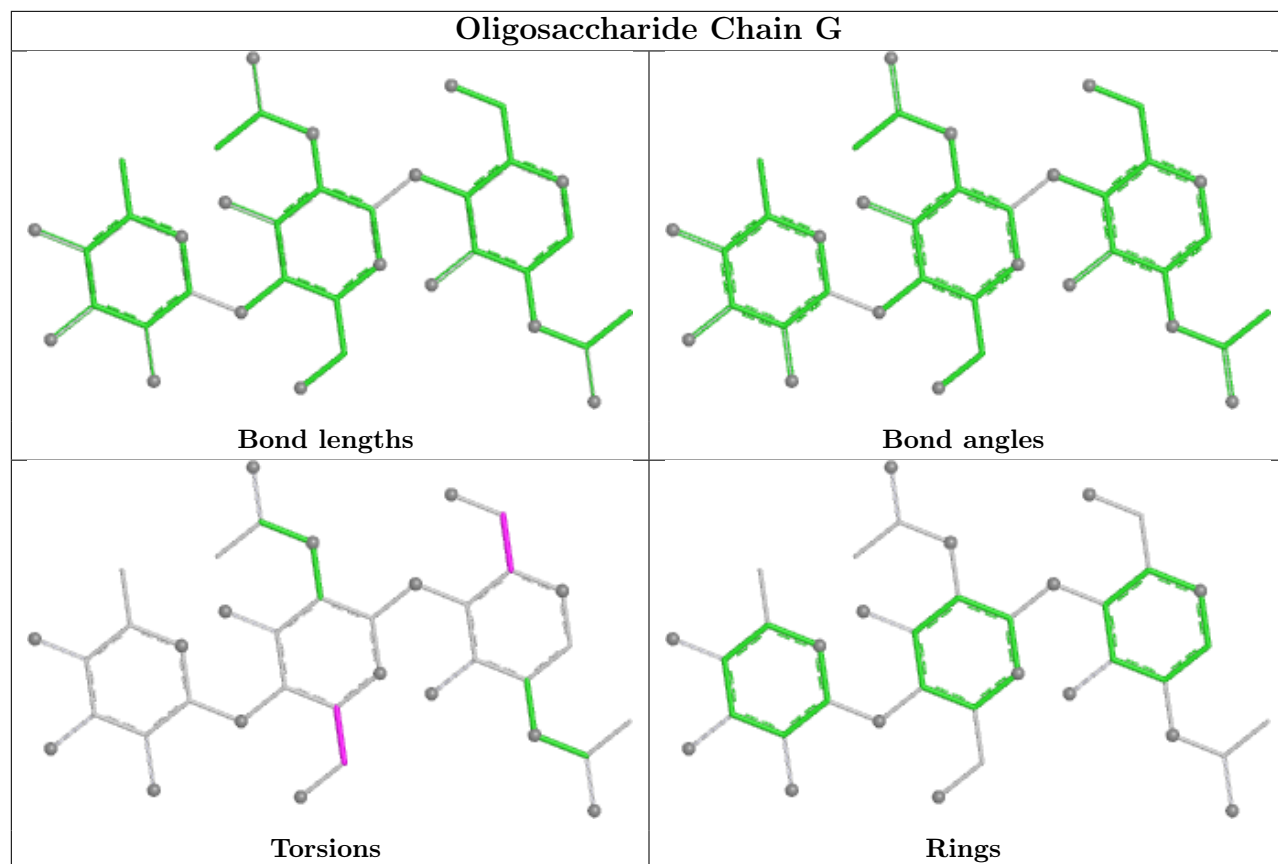 Oligosaccharide Chain G
Bond lengths
Bond angles
Torsions
Rings